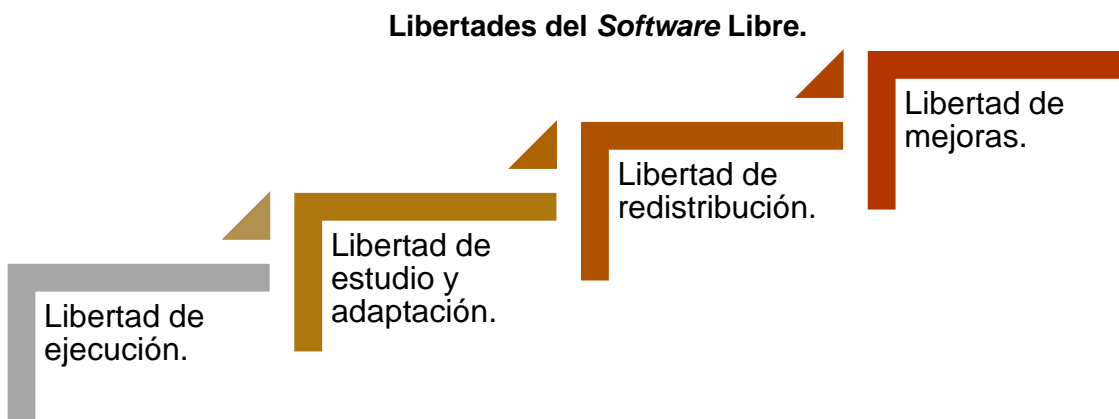 Libertades del Software Libre.
Libertad de
ejecución.
Libertad de
estudio y
adaptación.
Libertad de
redistribución.
Libertad de
mejoras.